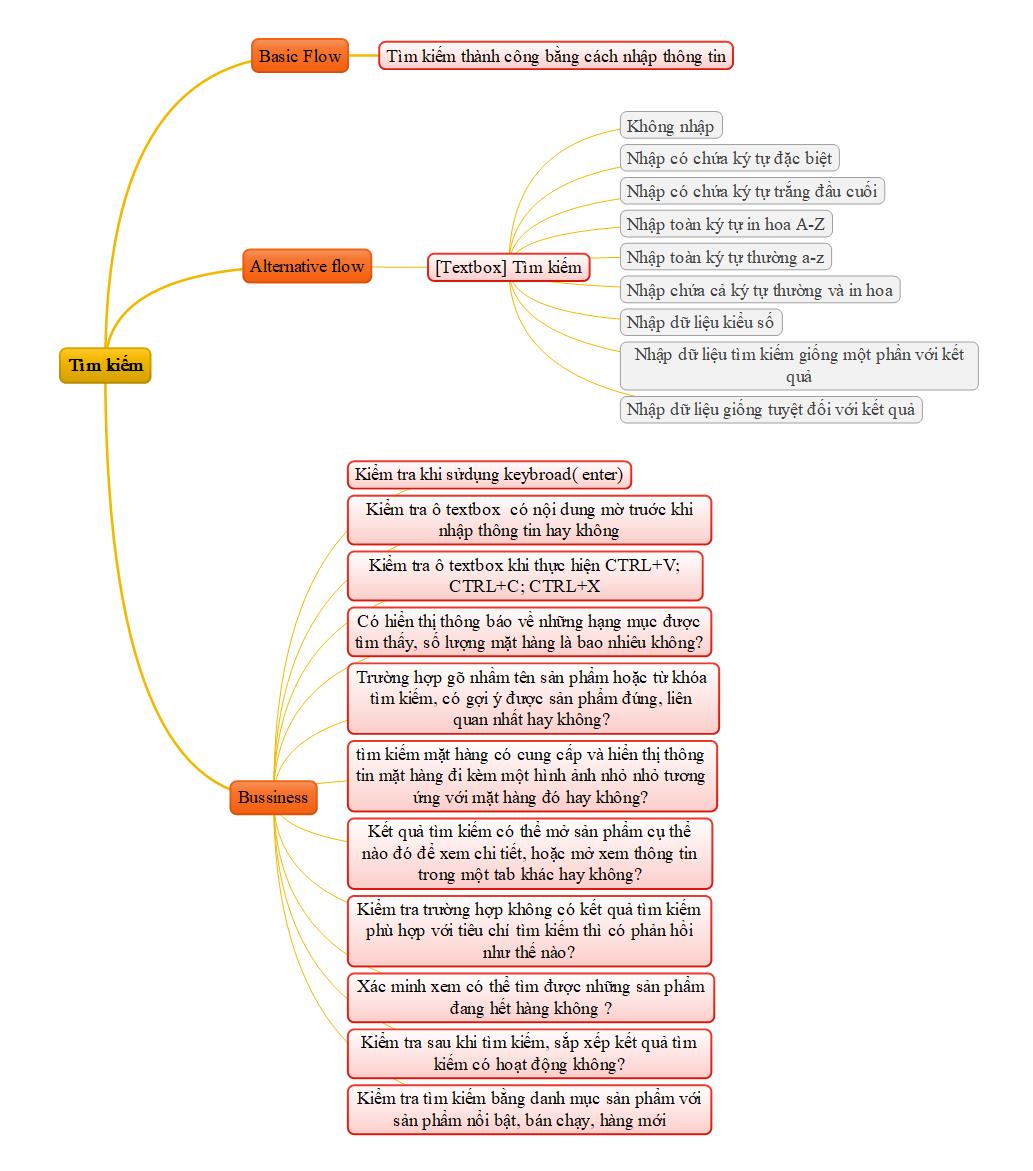 Basic Flow
Tìm kiếm thành công bằng cách nhập thông tin
Không nhập
Nhập có chứa ký tự đặc biệt
Nhập có chứa ký tự trắng đầu cuối
Nhập toàn ký tự in hoa A-Z
Alternative flow
[Textbox] Tìm kiếm
Nhập toàn ký tự thường a-z
Nhập chứa cả ký tự thường và in hoa
Nhập dữ liệu kiểu số
Nhập dữ liệu tìm kiếm giống một phần với kết
quả
Nhập dữ liệu giống tuyệt đối với kết quả
Tìm kiếm
Kiểm tra khi sửdụng keybroad( enter)
Kiểm tra ô textbox  có nội dung mờ truớc khi
nhập thông tin hay không
Kiểm tra ô textbox khi thực hiện CTRL+V;
CTRL+C; CTRL+X
Có hiển thị thông báo về những hạng mục được
tìm thấy, số lượng mặt hàng là bao nhiêu không?
Trường hợp gõ nhầm tên sản phẩm hoặc từ khóa
tìm kiếm, có gợi ý được sản phẩm đúng, liên
quan nhất hay không?
tìm kiếm mặt hàng có cung cấp và hiển thị thông
tin mặt hàng đi kèm một hình ảnh nhỏ nhỏ tương
ứng với mặt hàng đó hay không?
Bussiness
Kết quả tìm kiếm có thể mở sản phẩm cụ thể
nào đó để xem chi tiết, hoặc mở xem thông tin
trong một tab khác hay không?
Kiểm tra trường hợp không có kết quả tìm kiếm
phù hợp với tiêu chí tìm kiếm thì có phản hồi
như thế nào?
Xác minh xem có thể tìm được những sản phẩm
đang hết hàng không ?
Kiểm tra sau khi tìm kiếm, sắp xếp kết quả tìm
kiếm có hoạt động không?
Kiểm tra tìm kiếm bằng danh mục sản phẩm với
sản phẩm nổi bật, bán chạy, hàng mới